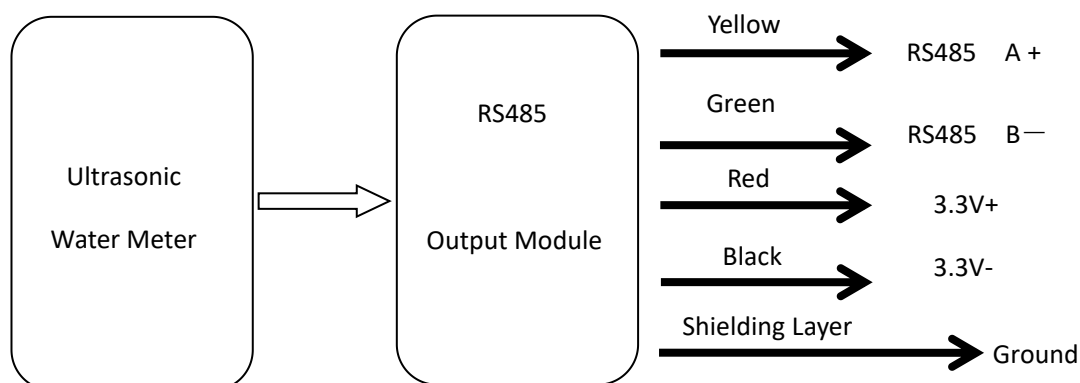 Ultrasonic
Water Meter
RS485
Output Module
Yellow
RS485 A +
Green
RS485 B—
Red
3.3V+
Black
3.3V-
Shielding Layer
Ground